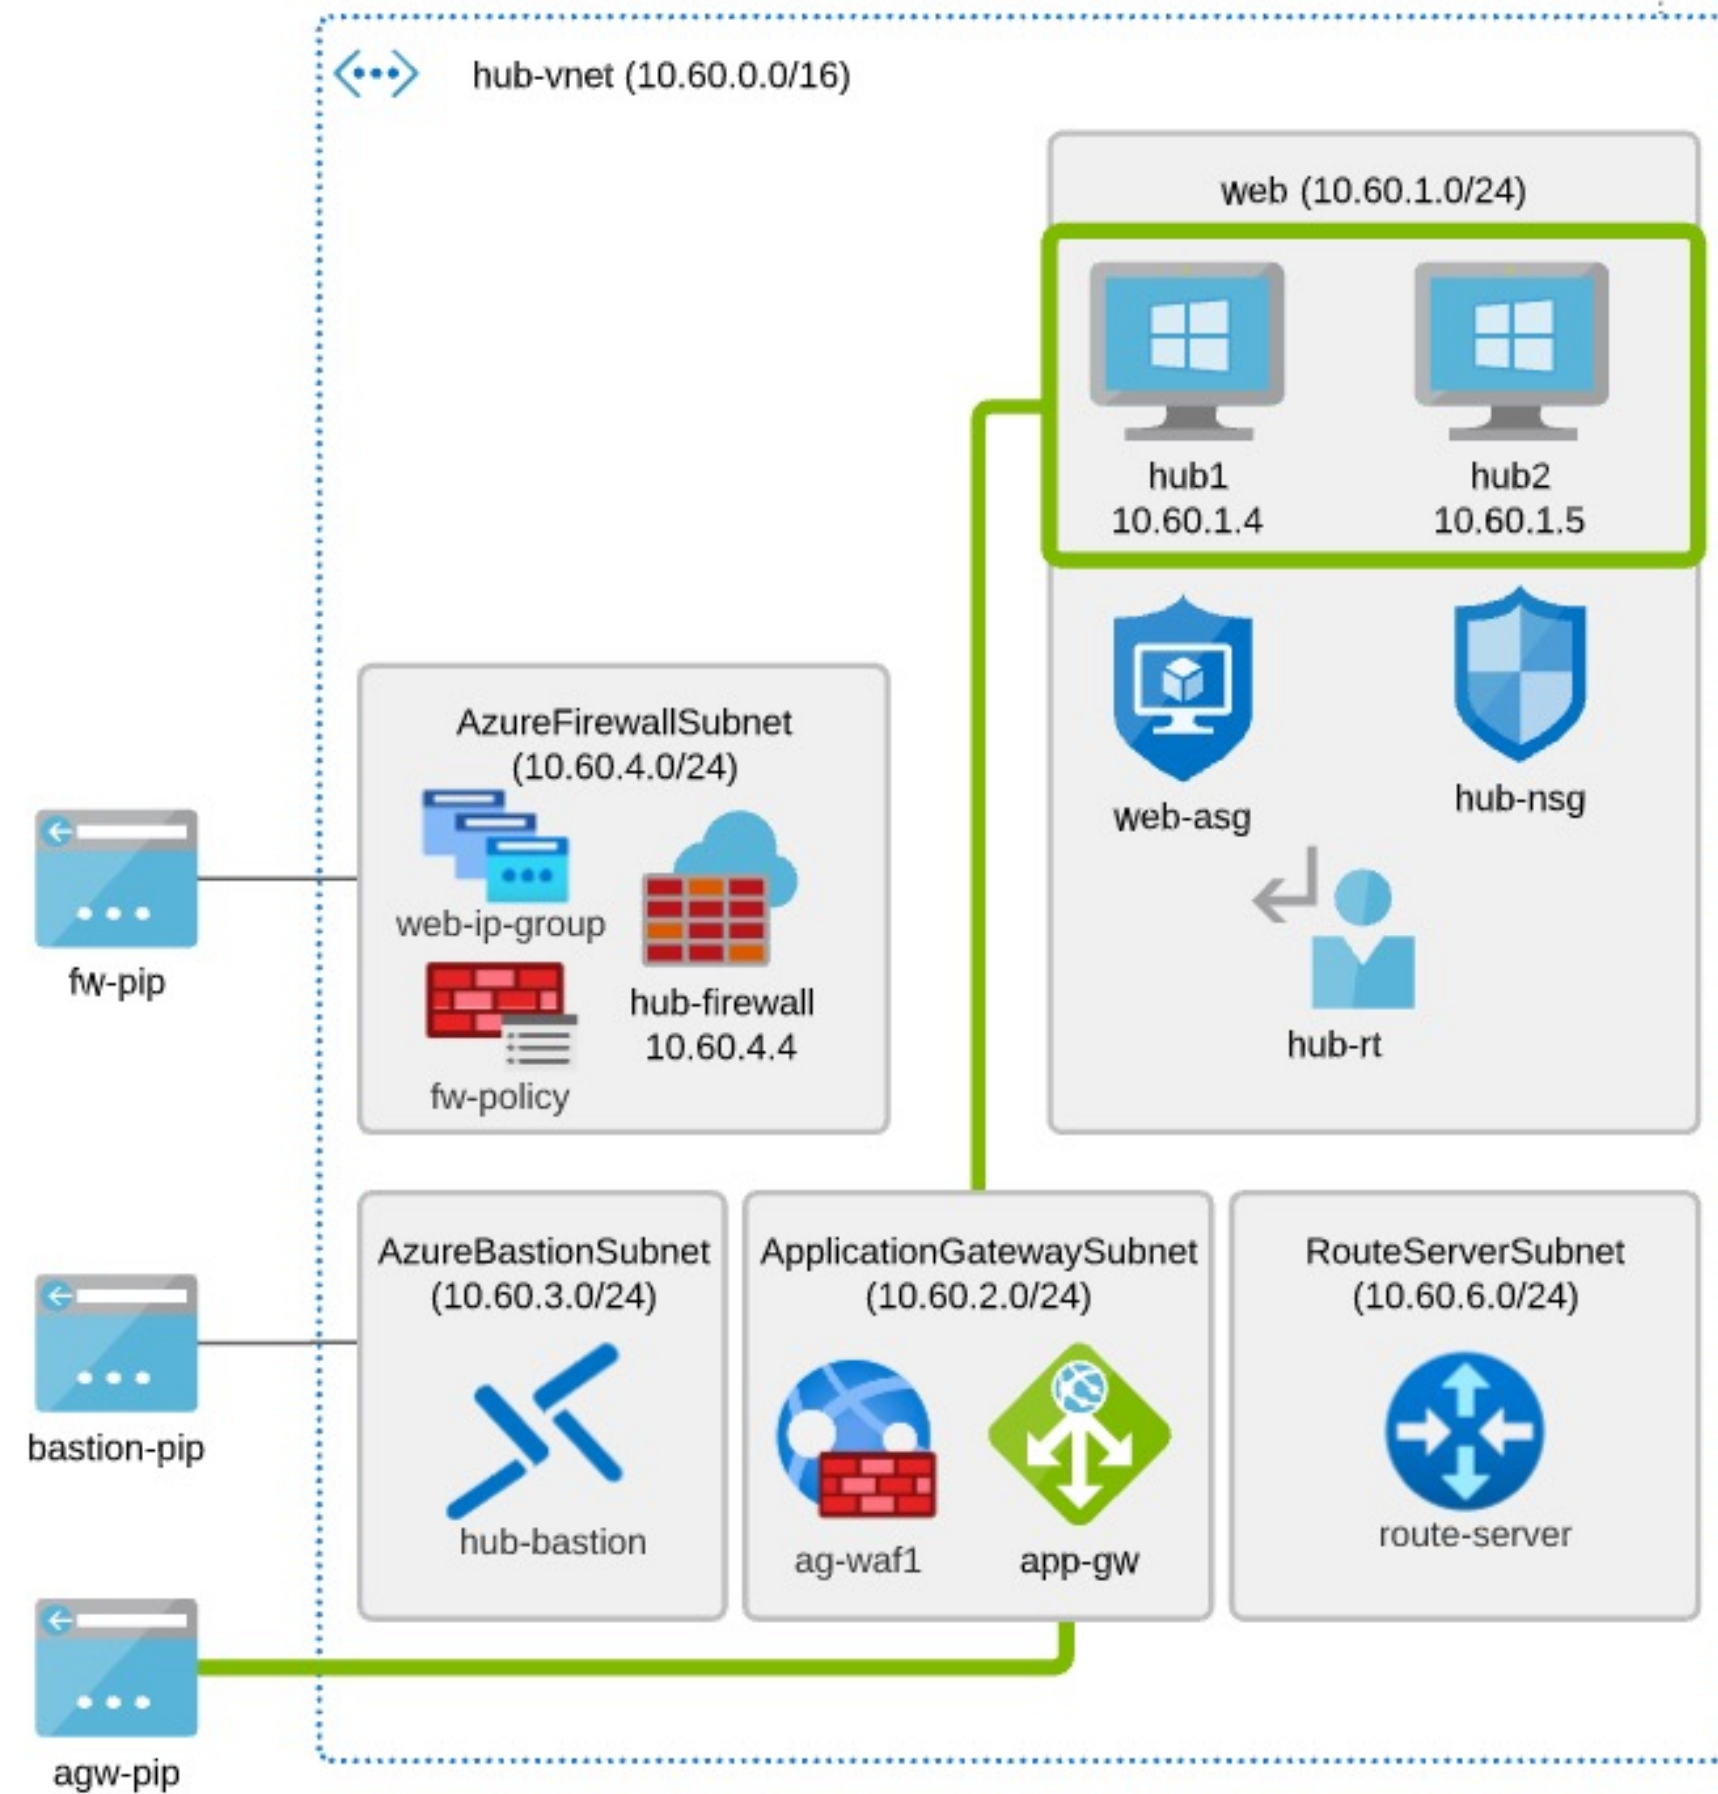 hub-vnet (10.60.0.0/16)
web (10.60.1.0/24)
hub1
10.60.1.4
hub2
10.60.1.5
web-asg
hub-nsg
hub-rt
AzureFirewallSubnet
(10.60.4.0/24)
web-ip-group
hub-firewall
10.60.4.4
fw-policy
fw-pip
AzureBastionSubnet
(10.60.3.0/24)
hub-bastion
ApplicationGatewaySubnet
(10.60.2.0/24)
ag-waf1
app-gw
RouteServerSubnet
(10.60.6.0/24)
route-server
bastion-pip
agw-pip